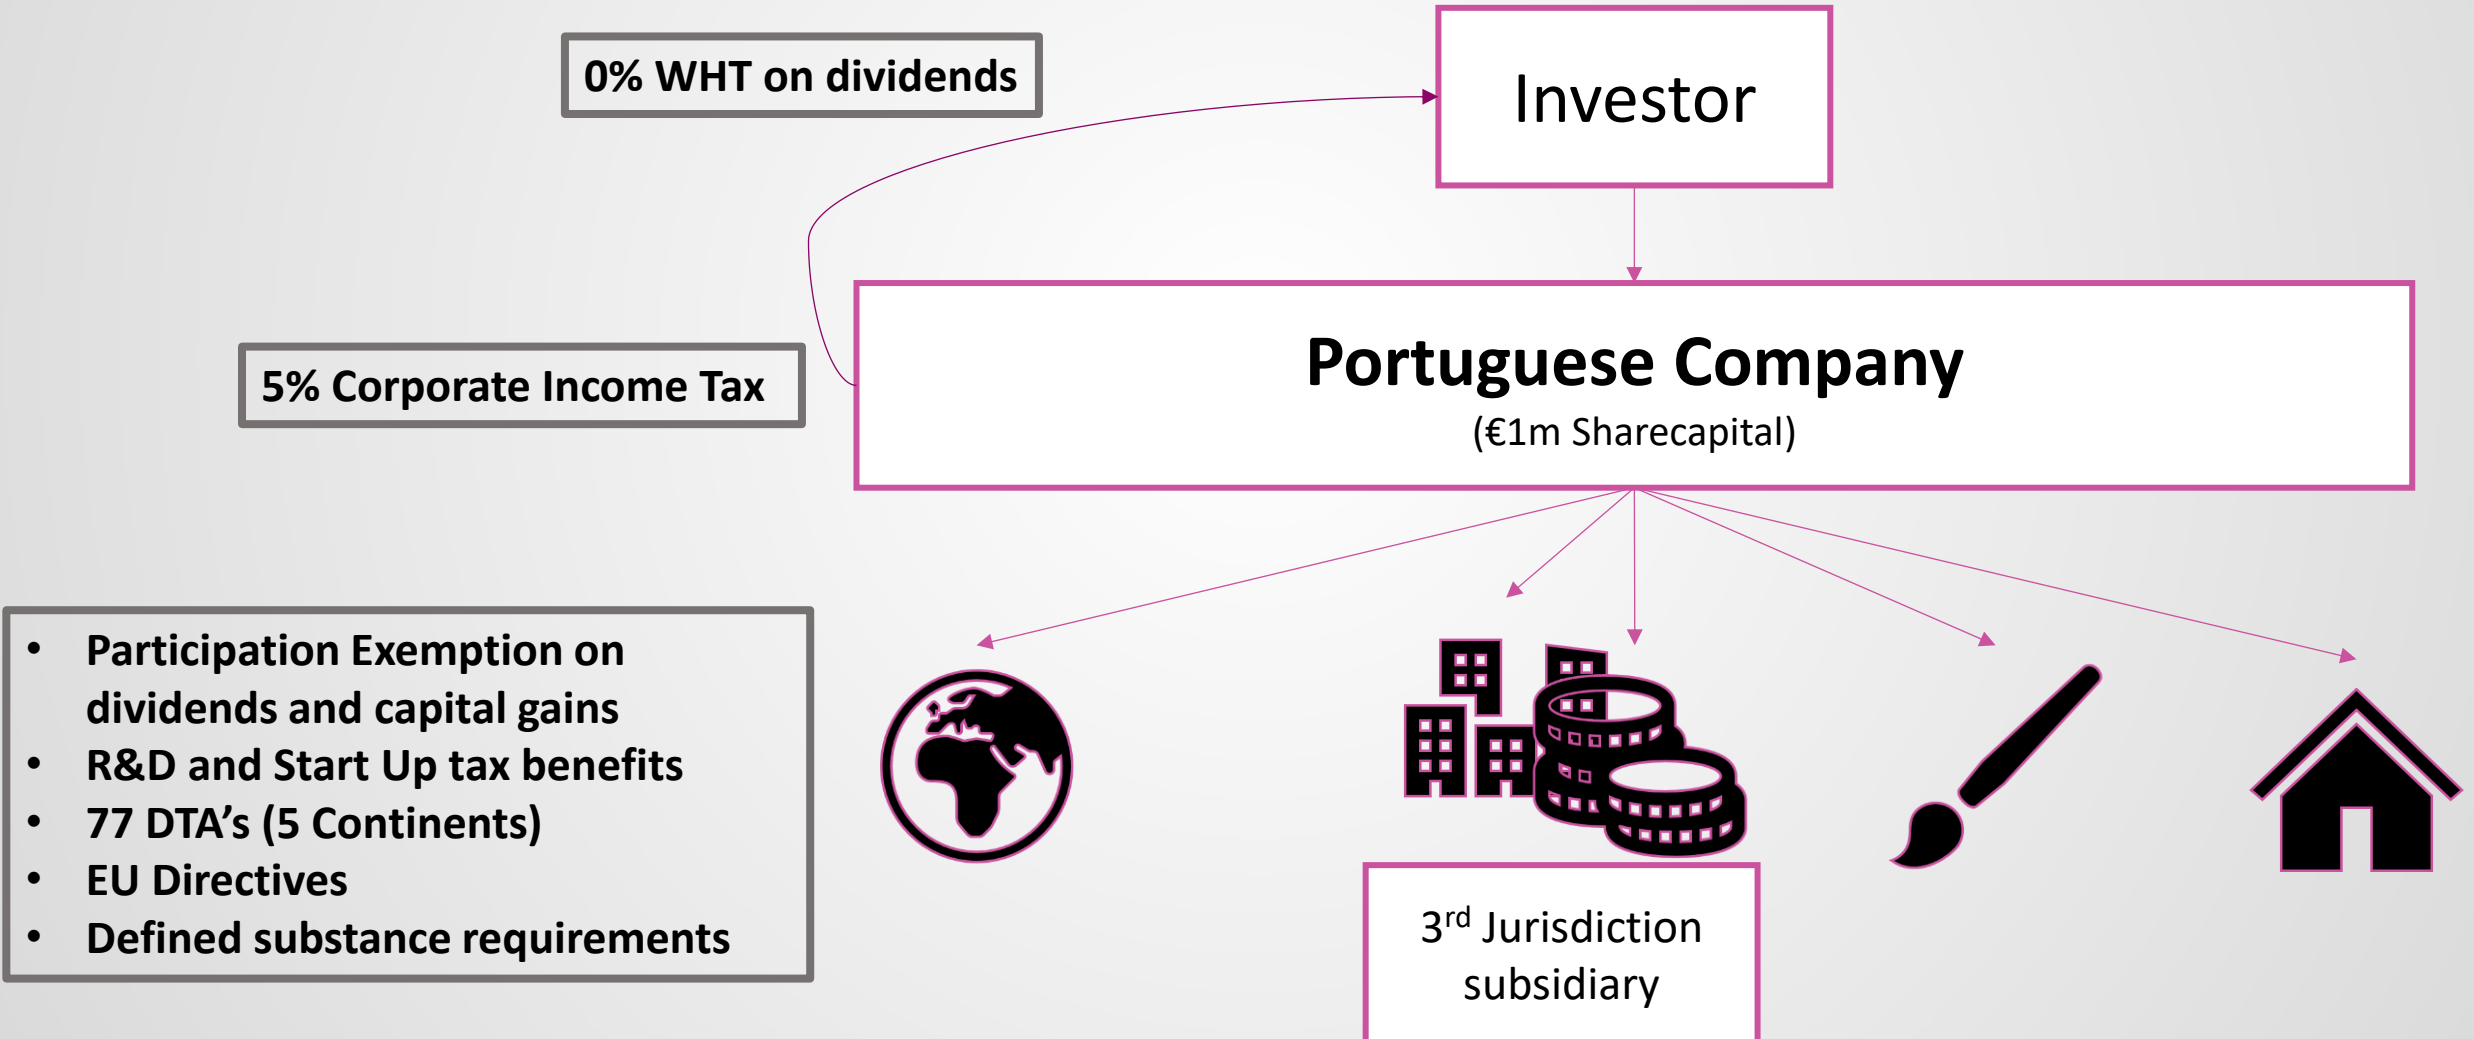 0% WHT on dividends
Investor
Portuguese Company
(€1m Sharecapital)
5% Corporate Income Tax
• Participation Exemption on
dividends and capital gains
• R&D and Start Up tax benefits
• 77 DTA’s (5 Continents)
• EU Directives
• Defined substance requirements
3rd Jurisdiction
subsidiary